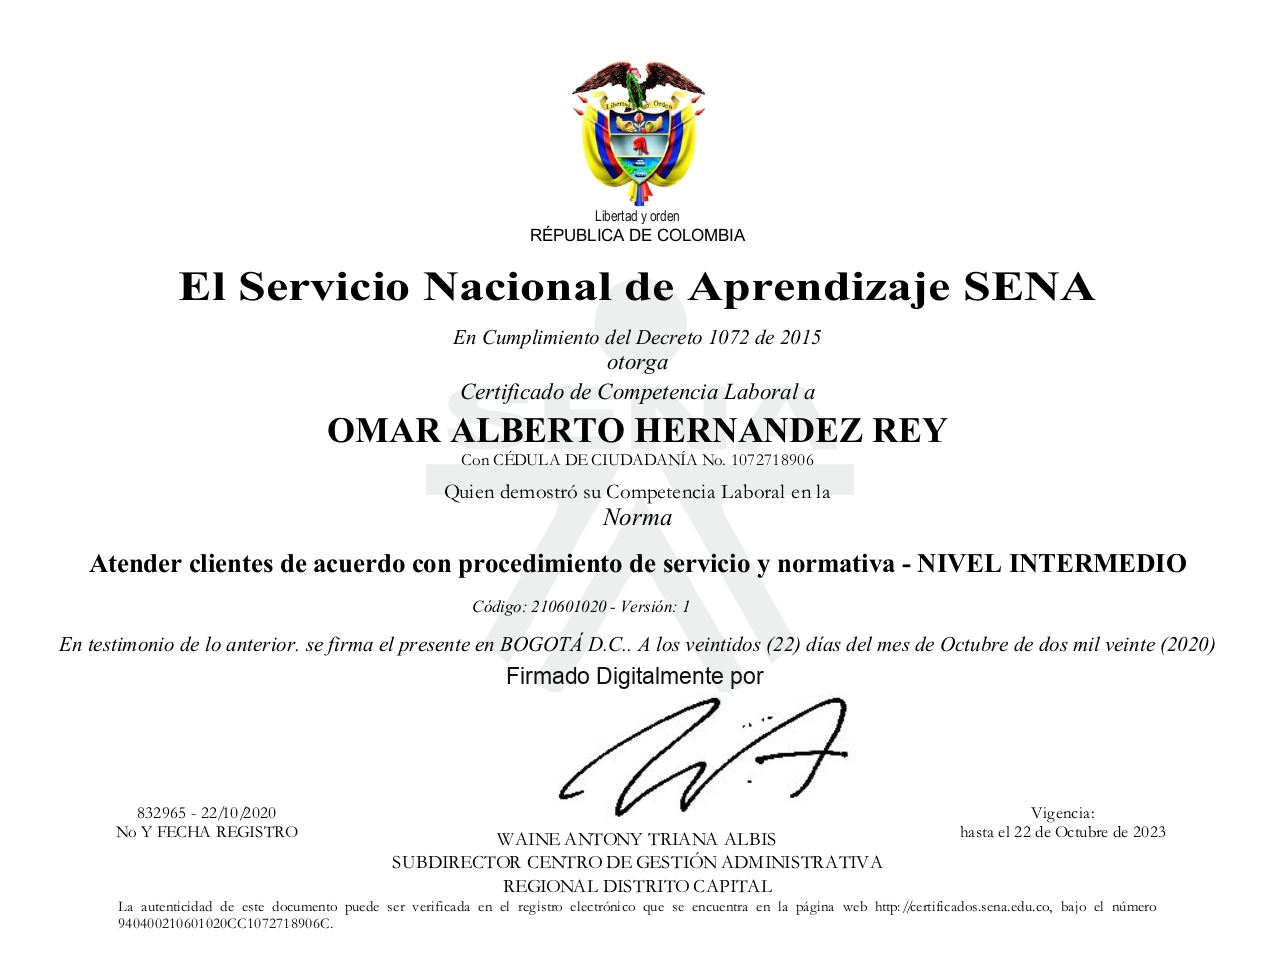 Libertad y Orden
Libertad y orden
RÉPUBLICA DE COLOMBIA
El Servicio Nacional de Aprendizaje SENA
En Cumplimiento del Decreto 1072 de 2015
otorga
Certificado de Competencia Laboral a
SENA
OMAR ALBERTO HERNANDEZ REY
Con CÉDULA DE CIUDADANÍA No. 1072718906
Quien demostró su Competencia Laboral en la
Norma
Atender clientes de acuerdo con procedimiento de servicio y normativa - NIVEL INTERMEDIO
Código: 210601020 - Versión: 1
En testimonio de lo anterior. se firma el presente en BOGOTÁ D.C.. A los veintidos (22) días del mes de Octubre de dos mil veinte (2020)
Firmado Digitalmente por
832965 - 22/10/2020
No Y FECHA REGISTRO
WAINE ANTONY TRIANA ALBIS
SUBDIRECTOR CENTRO DE GESTIÓN ADMINISTRATIVA
REGIONAL DISTRITO CAPITAL
Vigencia:
hasta el 22 de Octubre de 2023
La autenticidad de este documento puede ser verificada en el registro electrónico que se encuentra en la página web http://certificados.sena.edu.co, bajo el número
940400210601020CC1072718906C.